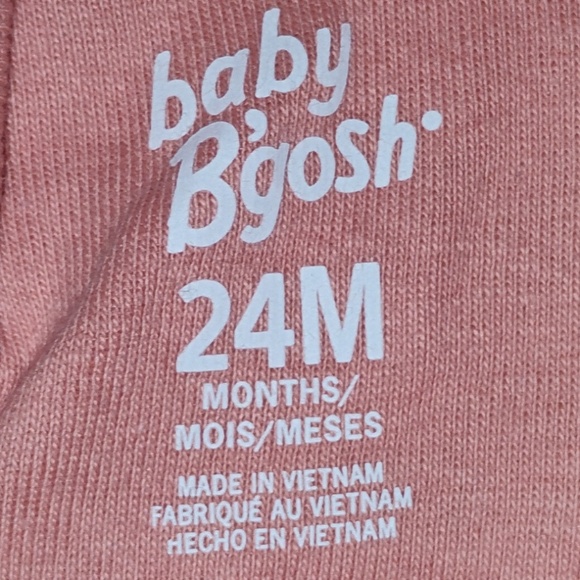 baby
B'gosh
24M
MONTHS/
MOIS/MESES
MADE IN VIETNAM
FABRIQUÉ AU VIETNAM
HECHO EN VIETNAM